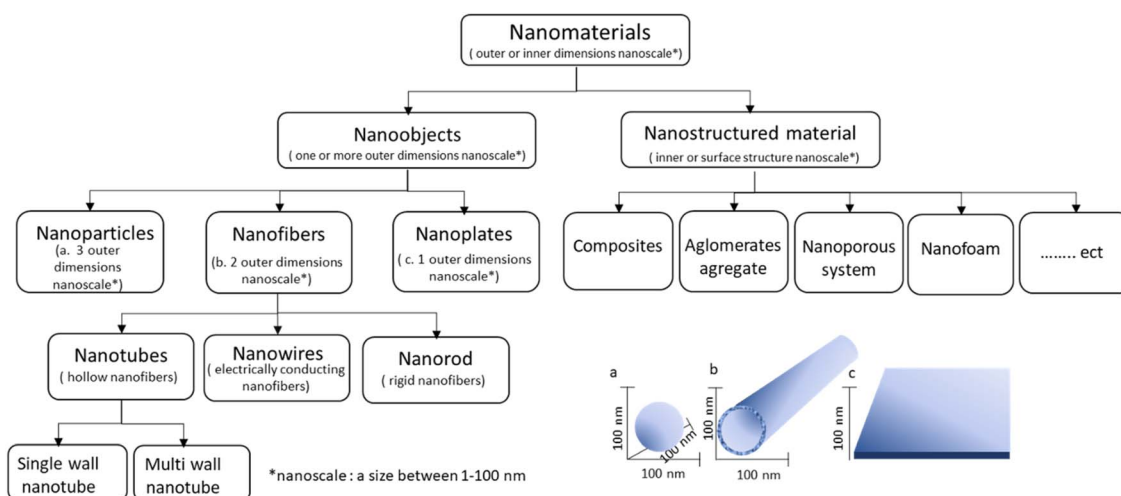 Nanomaterials
( outer or inner dimensions nanoscale*)
Nanoobjects
( one or more outer dimensions nanoscale*)
Nanostructured material
( inner or surface structure nanoscale*)
Nanoparticles
(a. 3 outer
dimensions
nanoscale*)
Nanofibers
(b. 2 outer dimensions
nanoscale*)
Nanoplates
( c. 1 outer dimensions
nanoscale*)
Composites
Aglomerates
agregate
Nanoporous
system
Nanofoam
…….. ect
Nanotubes
( hollow nanofibers)
Nanowires
( electrically conducting
nanofibers)
Nanorod
( rigid nanofibers)
Single wall
nanotube
Multi wall
nanotube
*nanoscale : a size between 1-100 nm
a
100 nm
100 nm
100 nm
b
100 nm
100 nm
c
100 nm